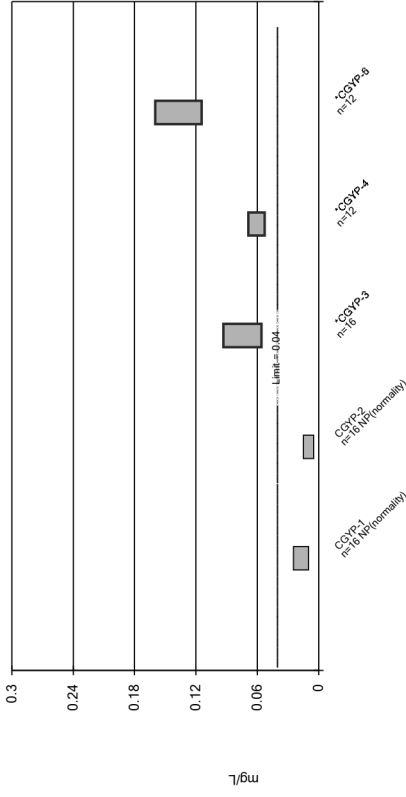 0.3
0.24
0.18
0.12
0.06
0
mg/L
Limit = 0.04
CGYP-1
n=16 NP(normality)
CGYP-2
n=16 NP(normality)
*CGYP-3
n=16
*CGYP-4
n=12
*CGYP-6
n=12